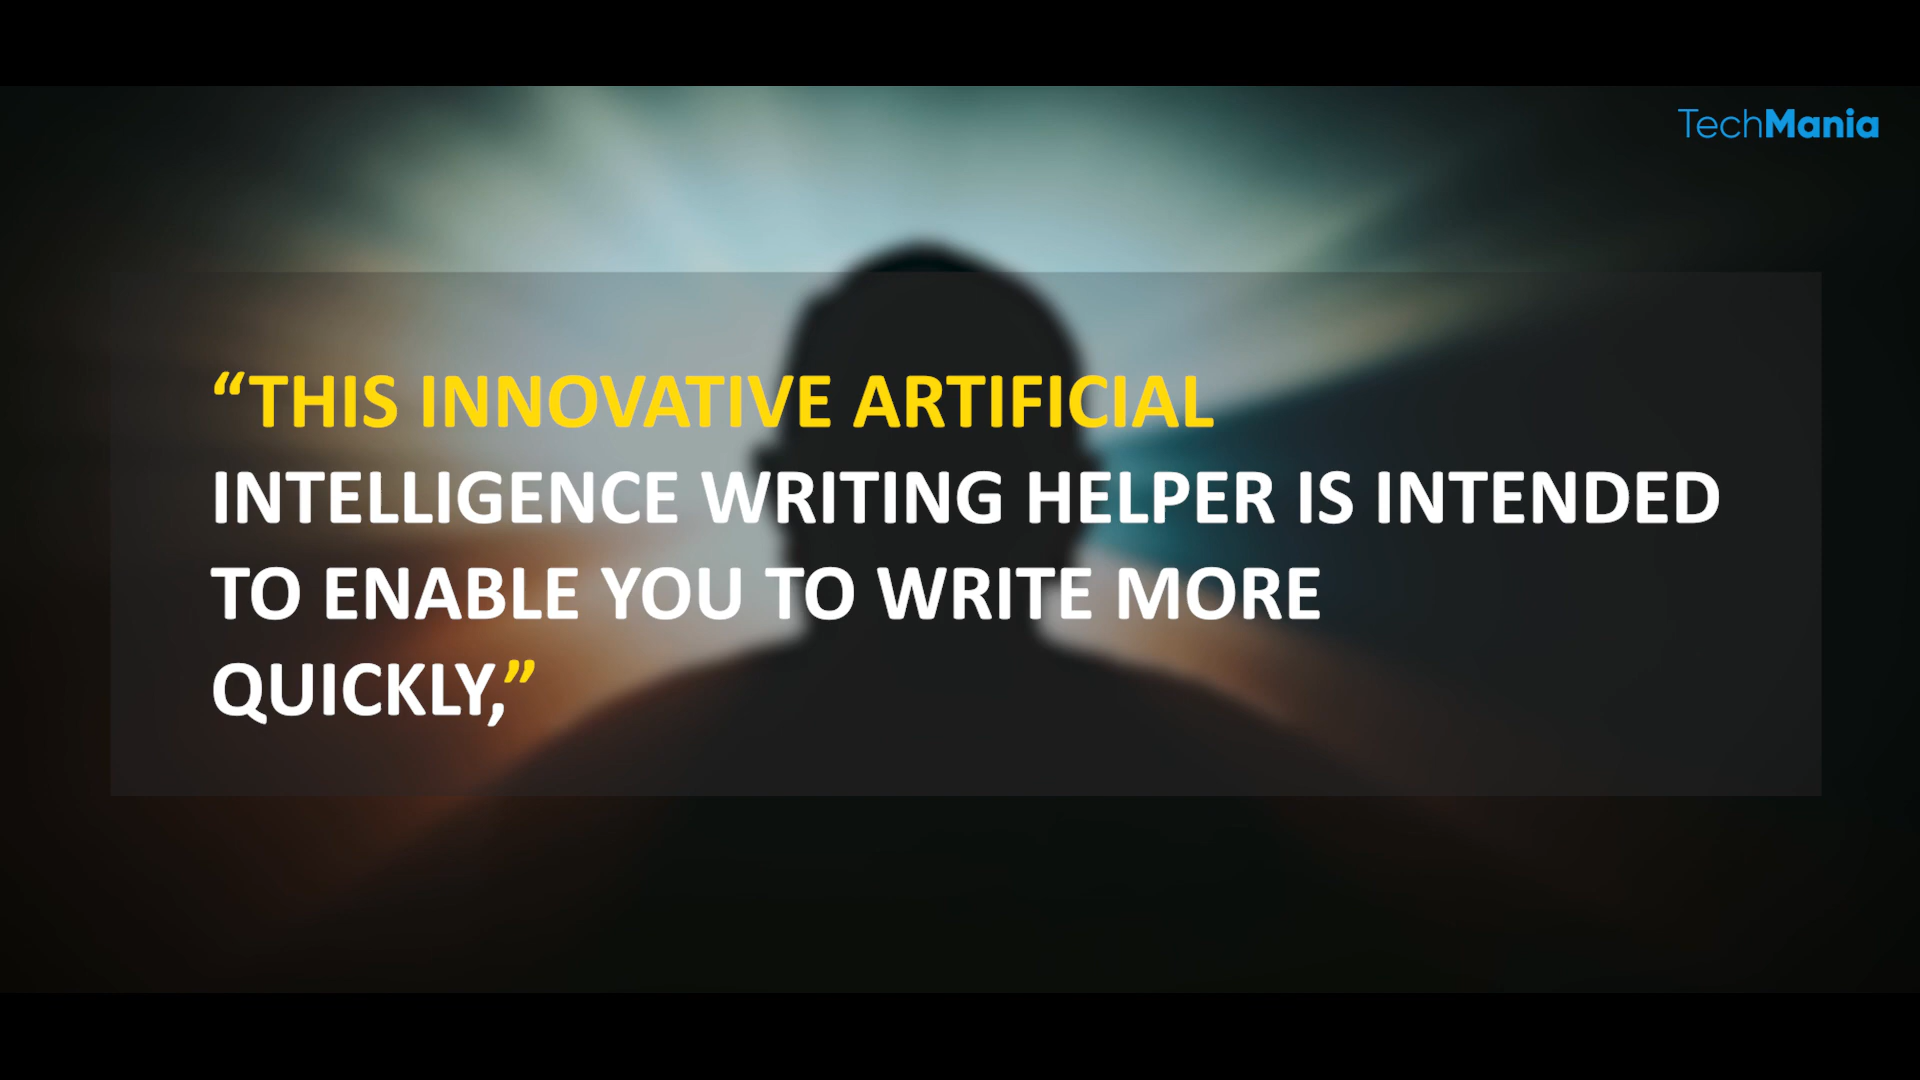 TechMania
“THIS INNOVATIVE ARTIFICIAL
INTELLIGENCE WRITING HELPER IS INTENDED
TO ENABLE YOU TO WRITE MORE
QUICKLY,”